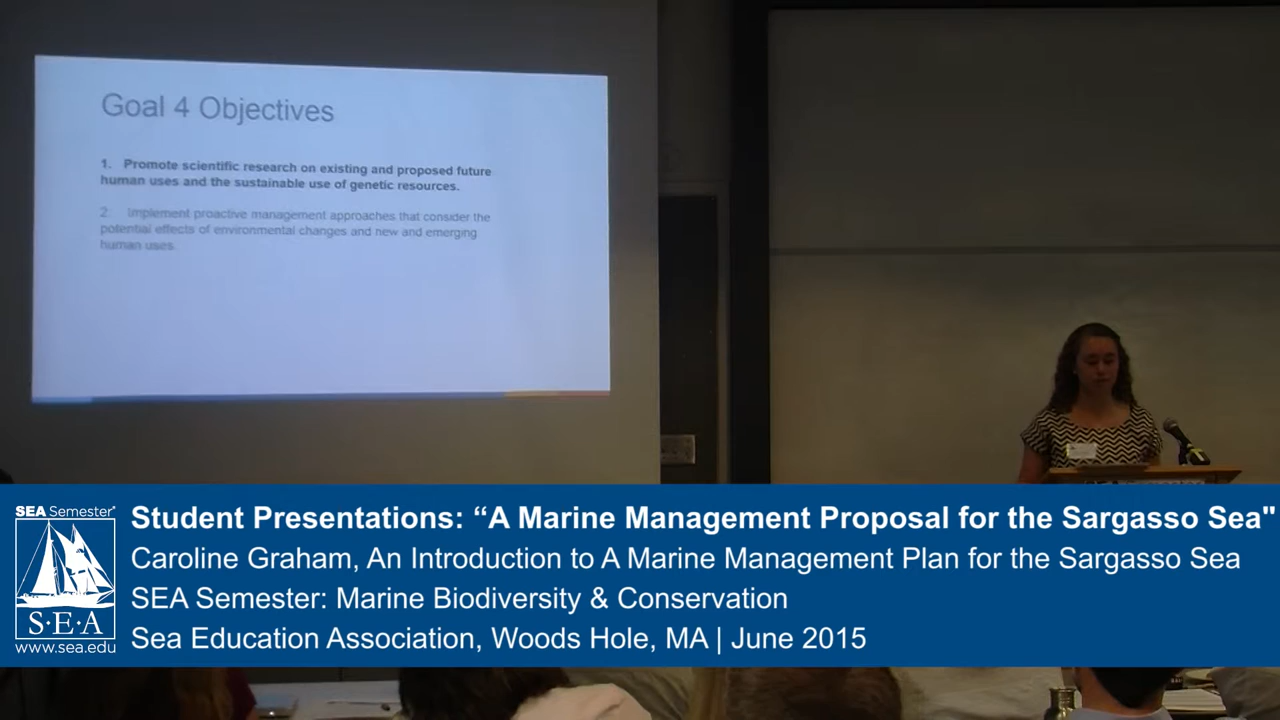 Goal 4 Objectives
1. Promote scientific research on existing and proposed future
human uses and the sustainable use of genetic resources.
2. Implement proactive management approaches that consider the
potential effects of environmental changes and new and emerging
human uses.
SEA Semester®
S·E·A
www.sea.edu
Student Presentations: “A Marine Management Proposal for the Sargasso Sea"
Caroline Graham, An Introduction to A Marine Management Plan for the Sargasso Sea
SEA Semester: Marine Biodiversity & Conservation
Sea Education Association, Woods Hole, MA | June 2015